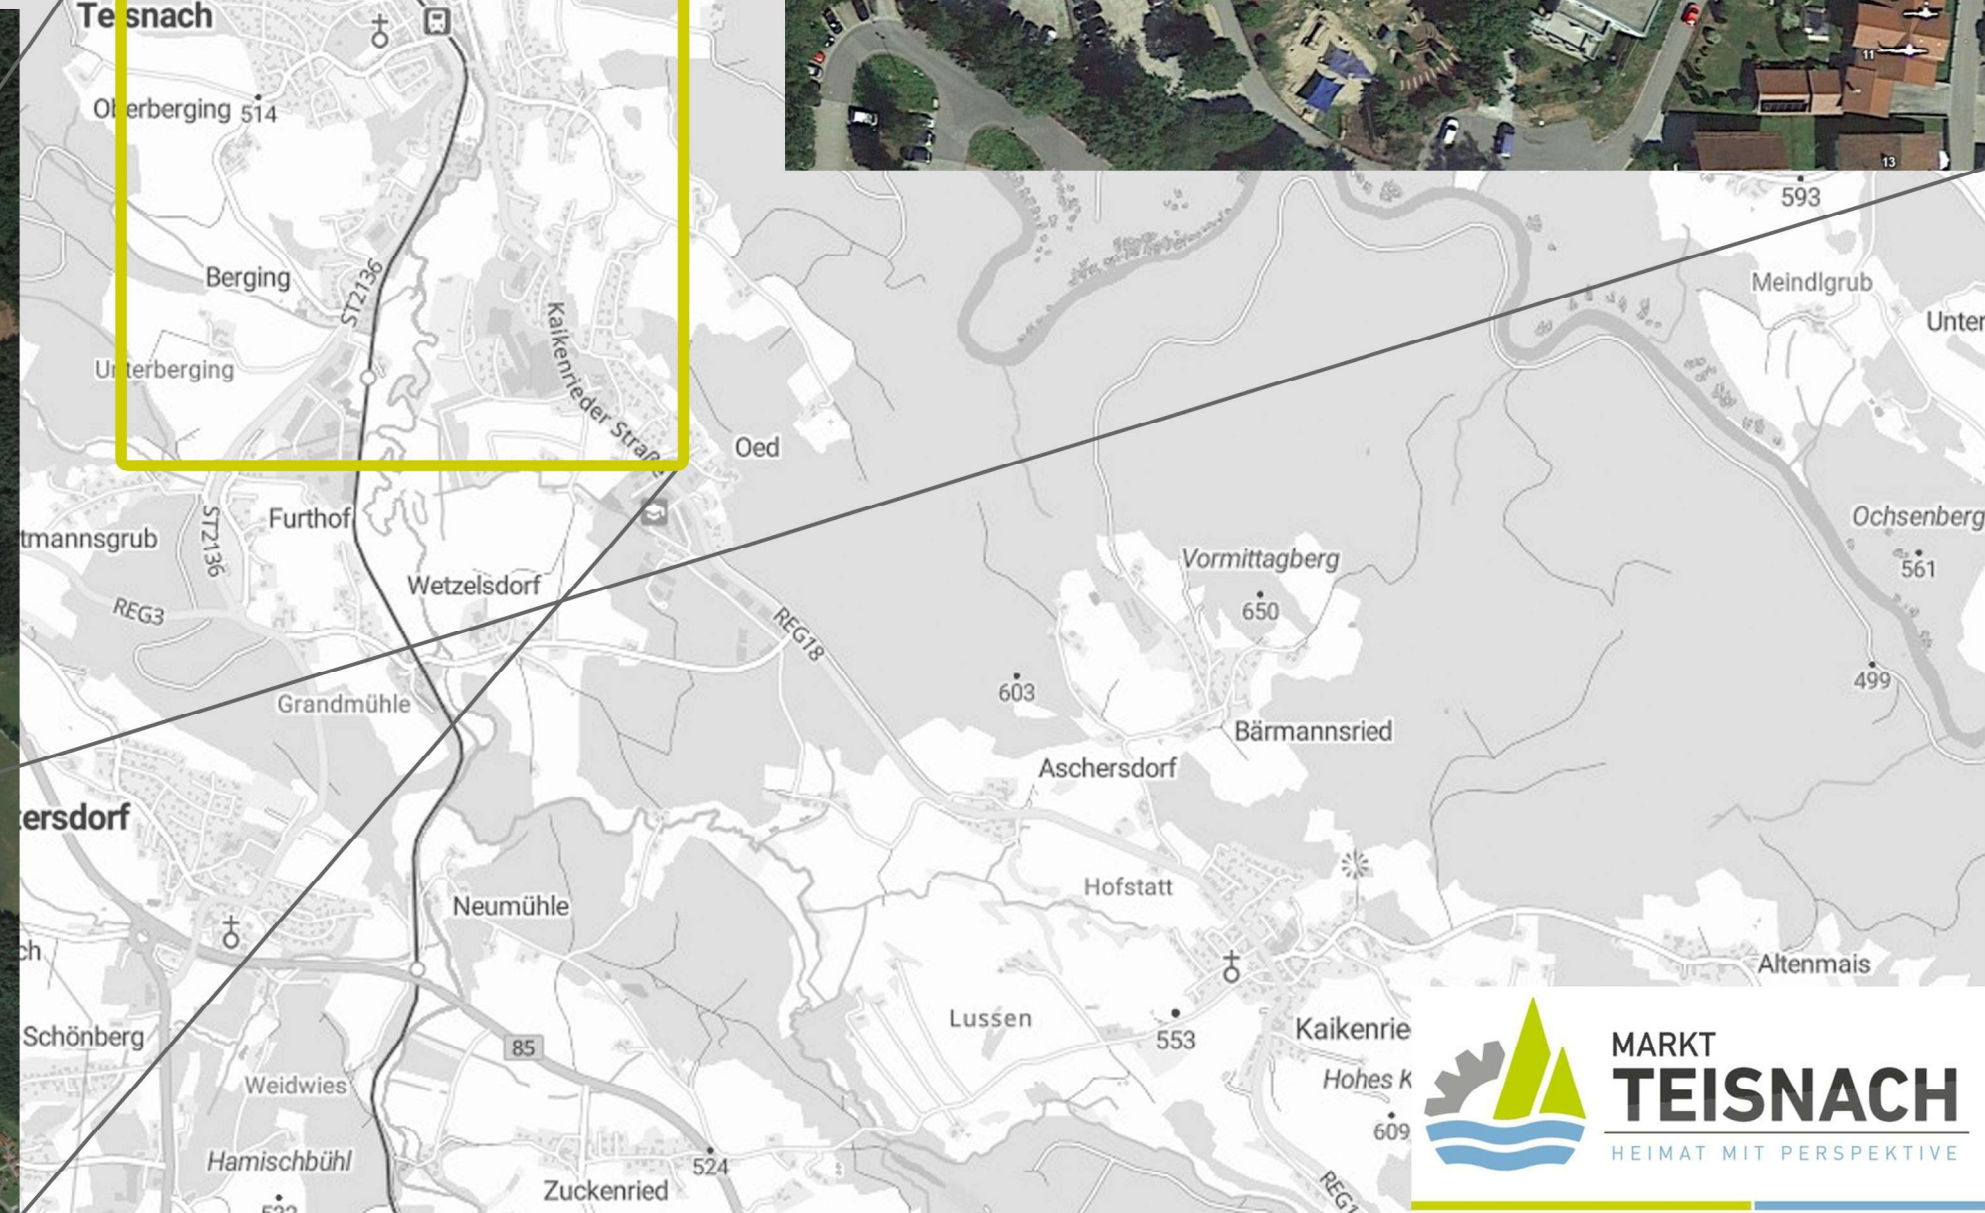 Teisnach
Oberberging 514
11
13
593
Berging
ST2136
Meindlgrub
Unter
Kaikenrieder Straße
Unterberging
Oed
Furthof
ST2136
tmannsgrub
Ochsenberg
561
Vormittagberg
650
Wetzelsdorf
REG3
REG18
603
499
Grandmühle
Bärmannsried
Aschersdorf
tersdorf
Hofstatt
Neumühle
ch
Altenmais
Lussen
553
Schönberg
85
Kaikenrie
Weidwies
Hohes K
609
Hamischbühl
524
Zuckenried
REG1
MARKT
TEISNACH
HEIMAT MIT PERSPEKTIVE